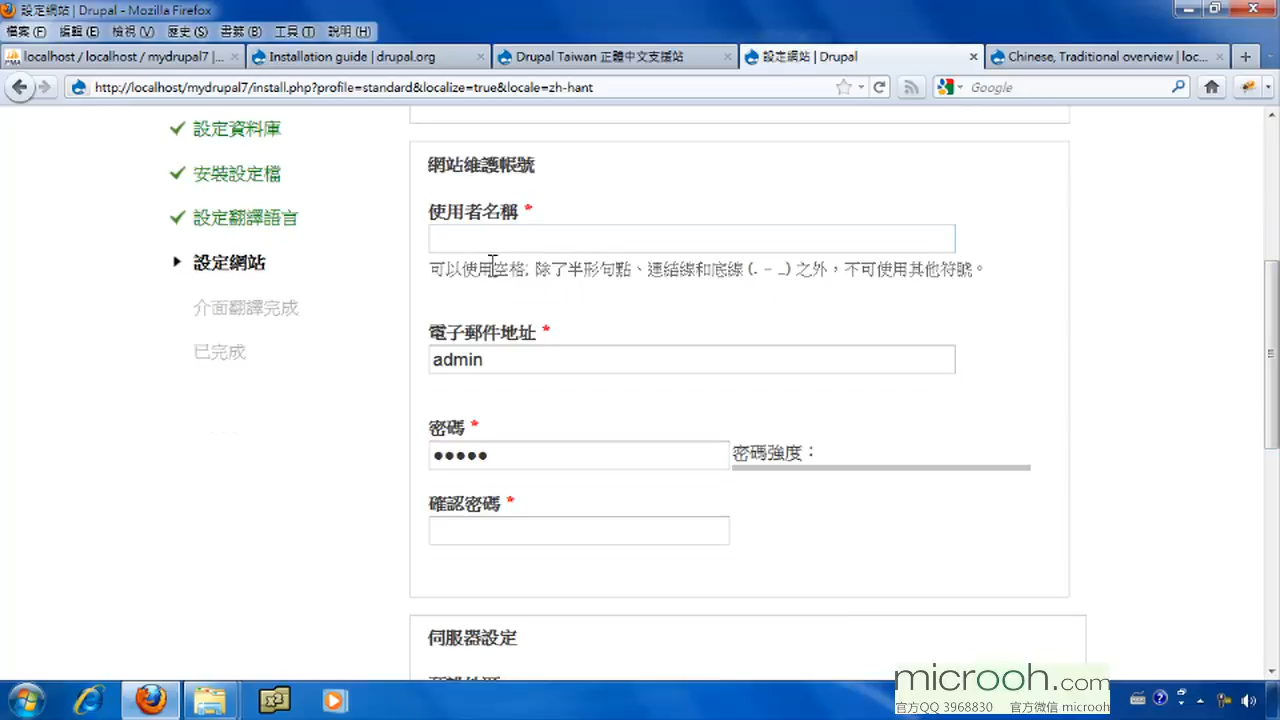 設定網站 | Drupal - Mozilla Firefox
檔案(F) 編輯(E) 檢視(V) 歷史(S) 書籤(B) 工具(T) 說明(H)
localhost / localhost / mydrupal7 |...
Installation guide | drupal.org
Drupal Taiwan 正體中文支援站
設定網站 | Drupal
Chinese, Traditional overview | loc...
http://localhost/mydrupal7/install.php?profile=standard&localize=true&locale=zh-hant
Google
設定資料庫
安裝設定檔
設定翻譯語言
設定網站
介面翻譯完成
已完成
網站維護帳號
使用者名稱 *
可以使用空格; 除了半形句點、連結線和底線 (. - _) 之外，不可使用其他符號。
電子郵件地址 *
admin
密碼 *
密碼強度：
確認密碼 *
伺服器設定
microoh.com
官方QQ 3968830 官方微信 microoh